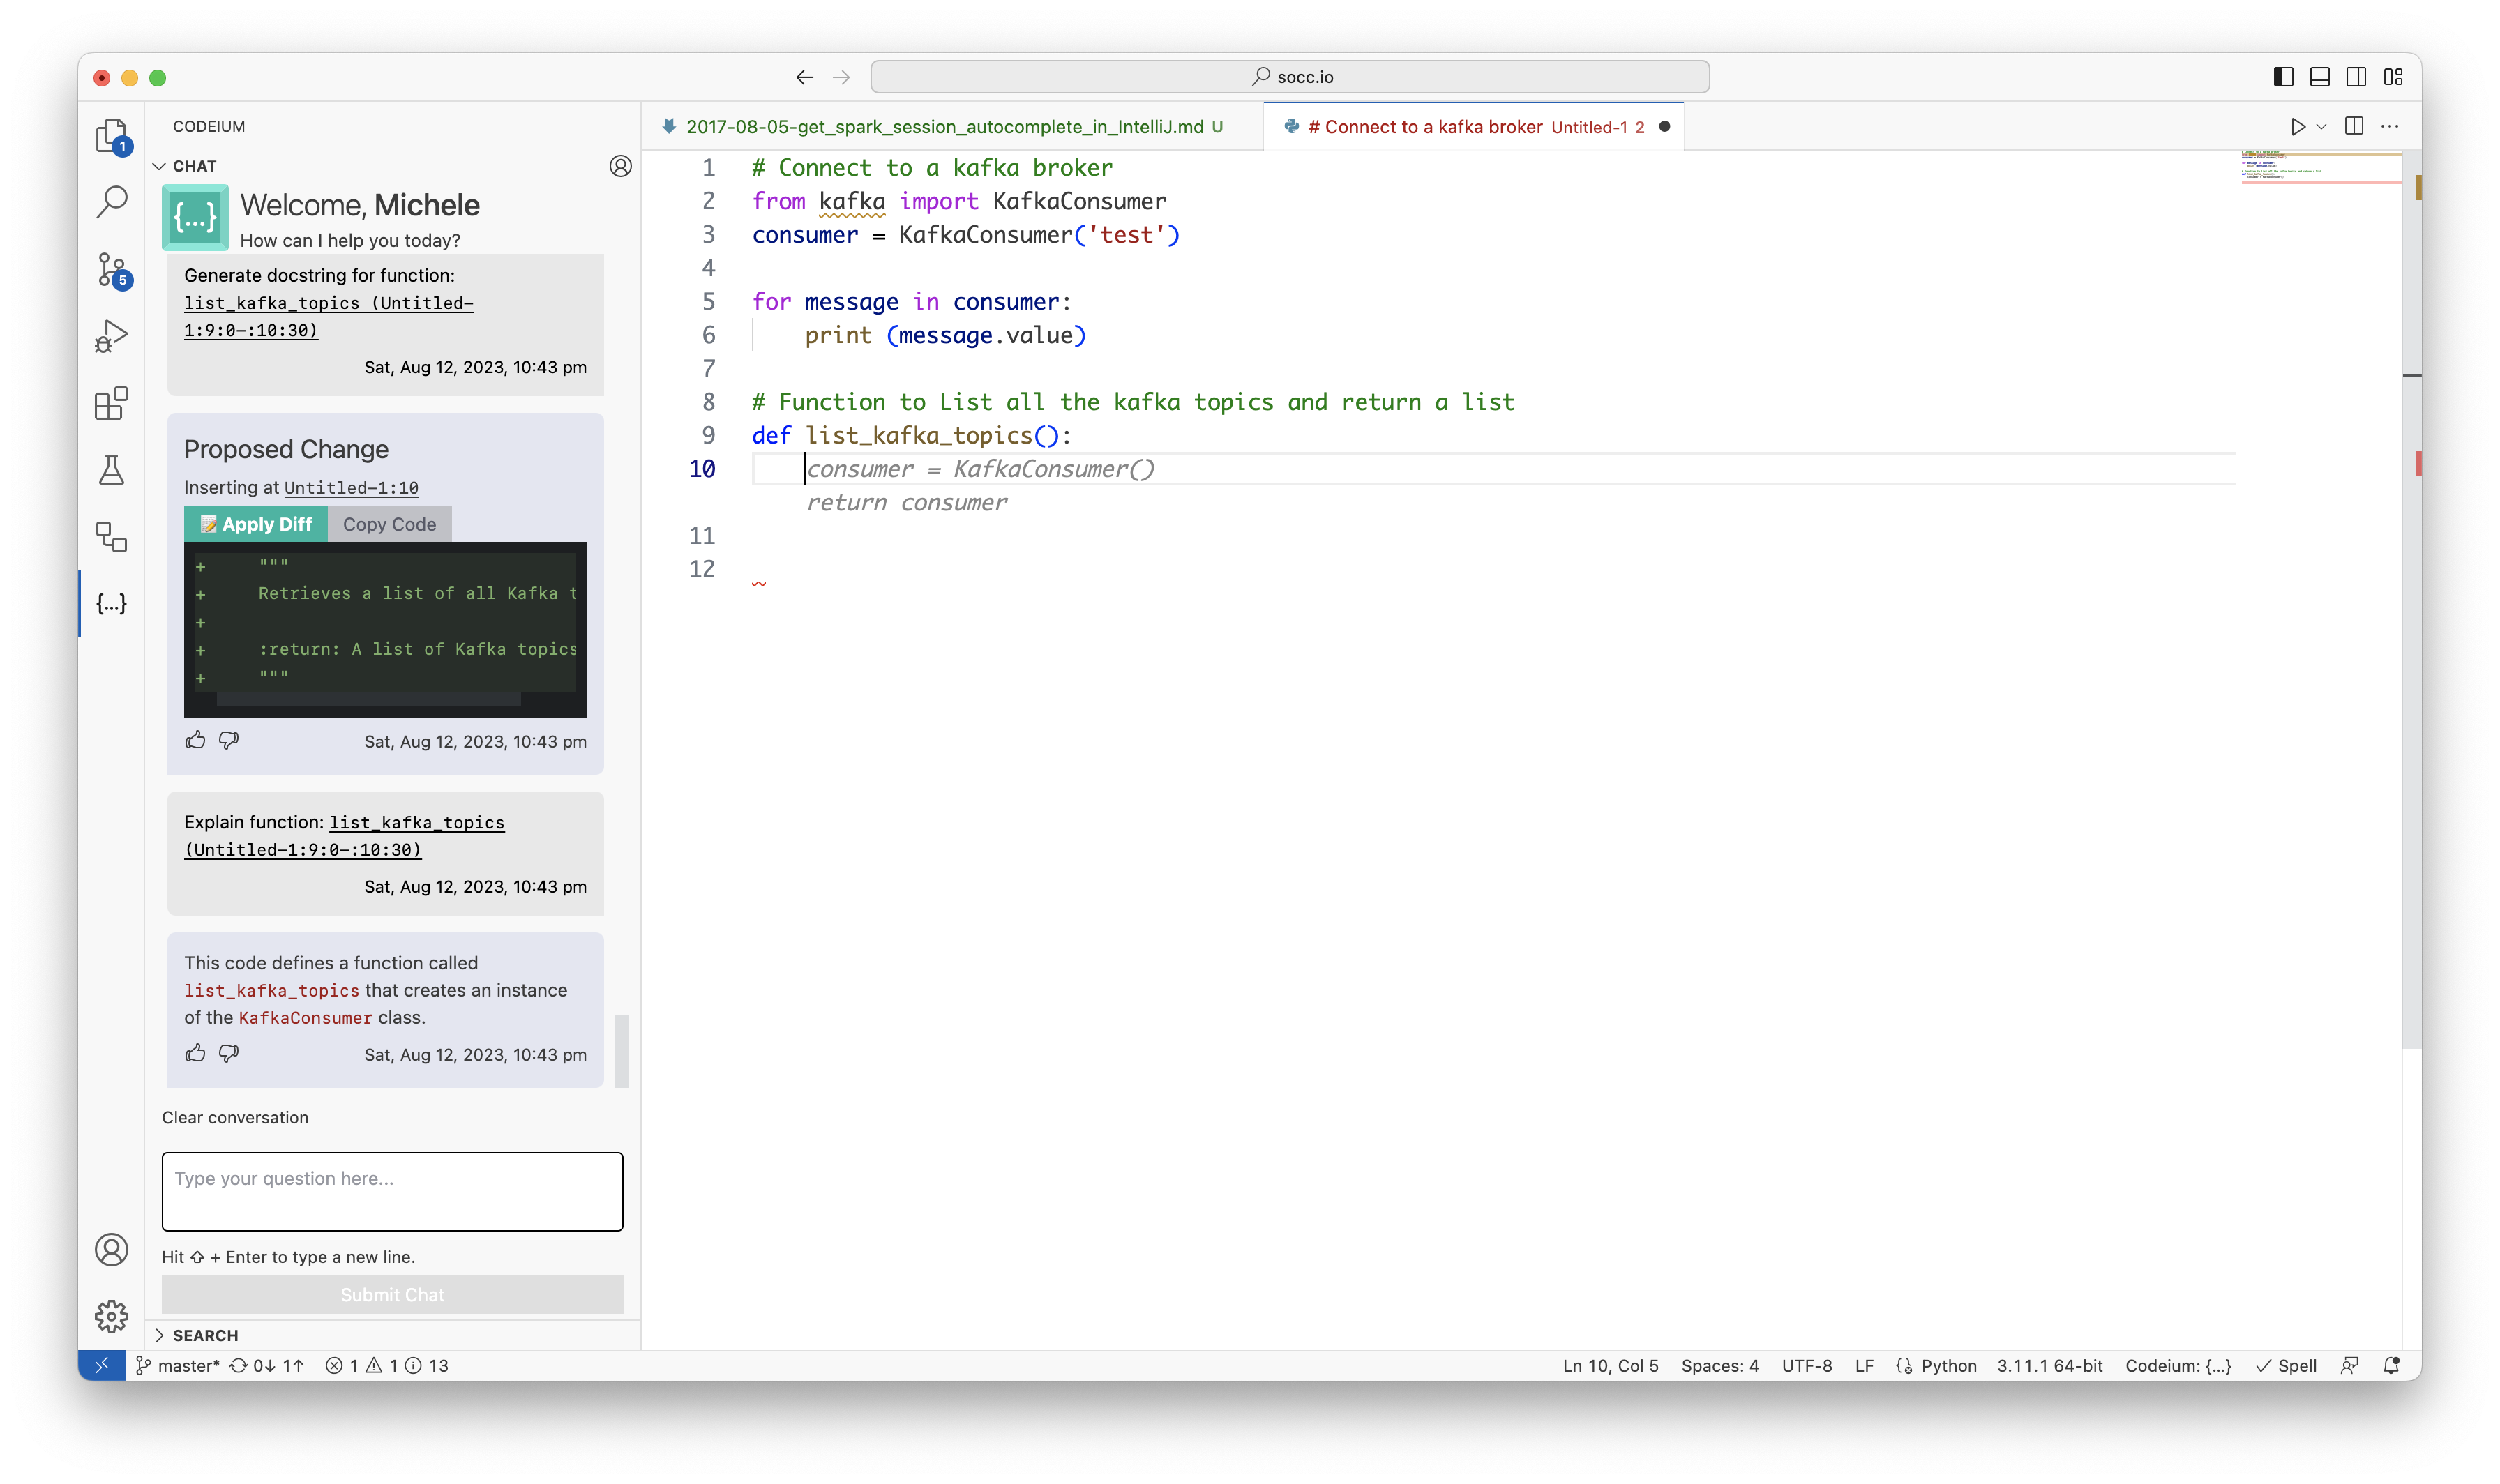 socc.io
CODEIUM
CHAT
Welcome, Michele
How can I help you today?
Generate docstring for function:
list_kafka_topics (Untitled-
1:9:0-:10:30)
Sat, Aug 12, 2023, 10:43 pm
Proposed Change
Inserting at Untitled-1:10
Apply Diff Copy Code
+ """
+ Retrieves a list of all Kafka t
+
+ :return: A list of Kafka topics
+ """
Sat, Aug 12, 2023, 10:43 pm
Explain function: list_kafka_topics
(Untitled-1:9:0-:10:30)
Sat, Aug 12, 2023, 10:43 pm
This code defines a function called
list_kafka_topics that creates an instance
of the KafkaConsumer class.
Sat, Aug 12, 2023, 10:43 pm
Clear conversation
Type your question here...
Hit ⇧ + Enter to type a new line.
Submit Chat
SEARCH
1
5
{...}
2017-08-05-get_spark_session_autocomplete_in_IntelliJ.md U
# Connect to a kafka broker Untitled-1 2
1 # Connect to a kafka broker
2 from kafka import KafkaConsumer
3 consumer = KafkaConsumer('test')
4
5 for message in consumer:
6     print (message.value)
7
8 # Function to List all the kafka topics and return a list
9 def list_kafka_topics():
10     consumer = KafkaConsumer()
    return consumer
11
12
master* 0↓ 1↑ 1 1 13
Ln 10, Col 5 Spaces: 4 UTF-8 LF Python 3.11.1 64-bit Codeium: {...} Spell